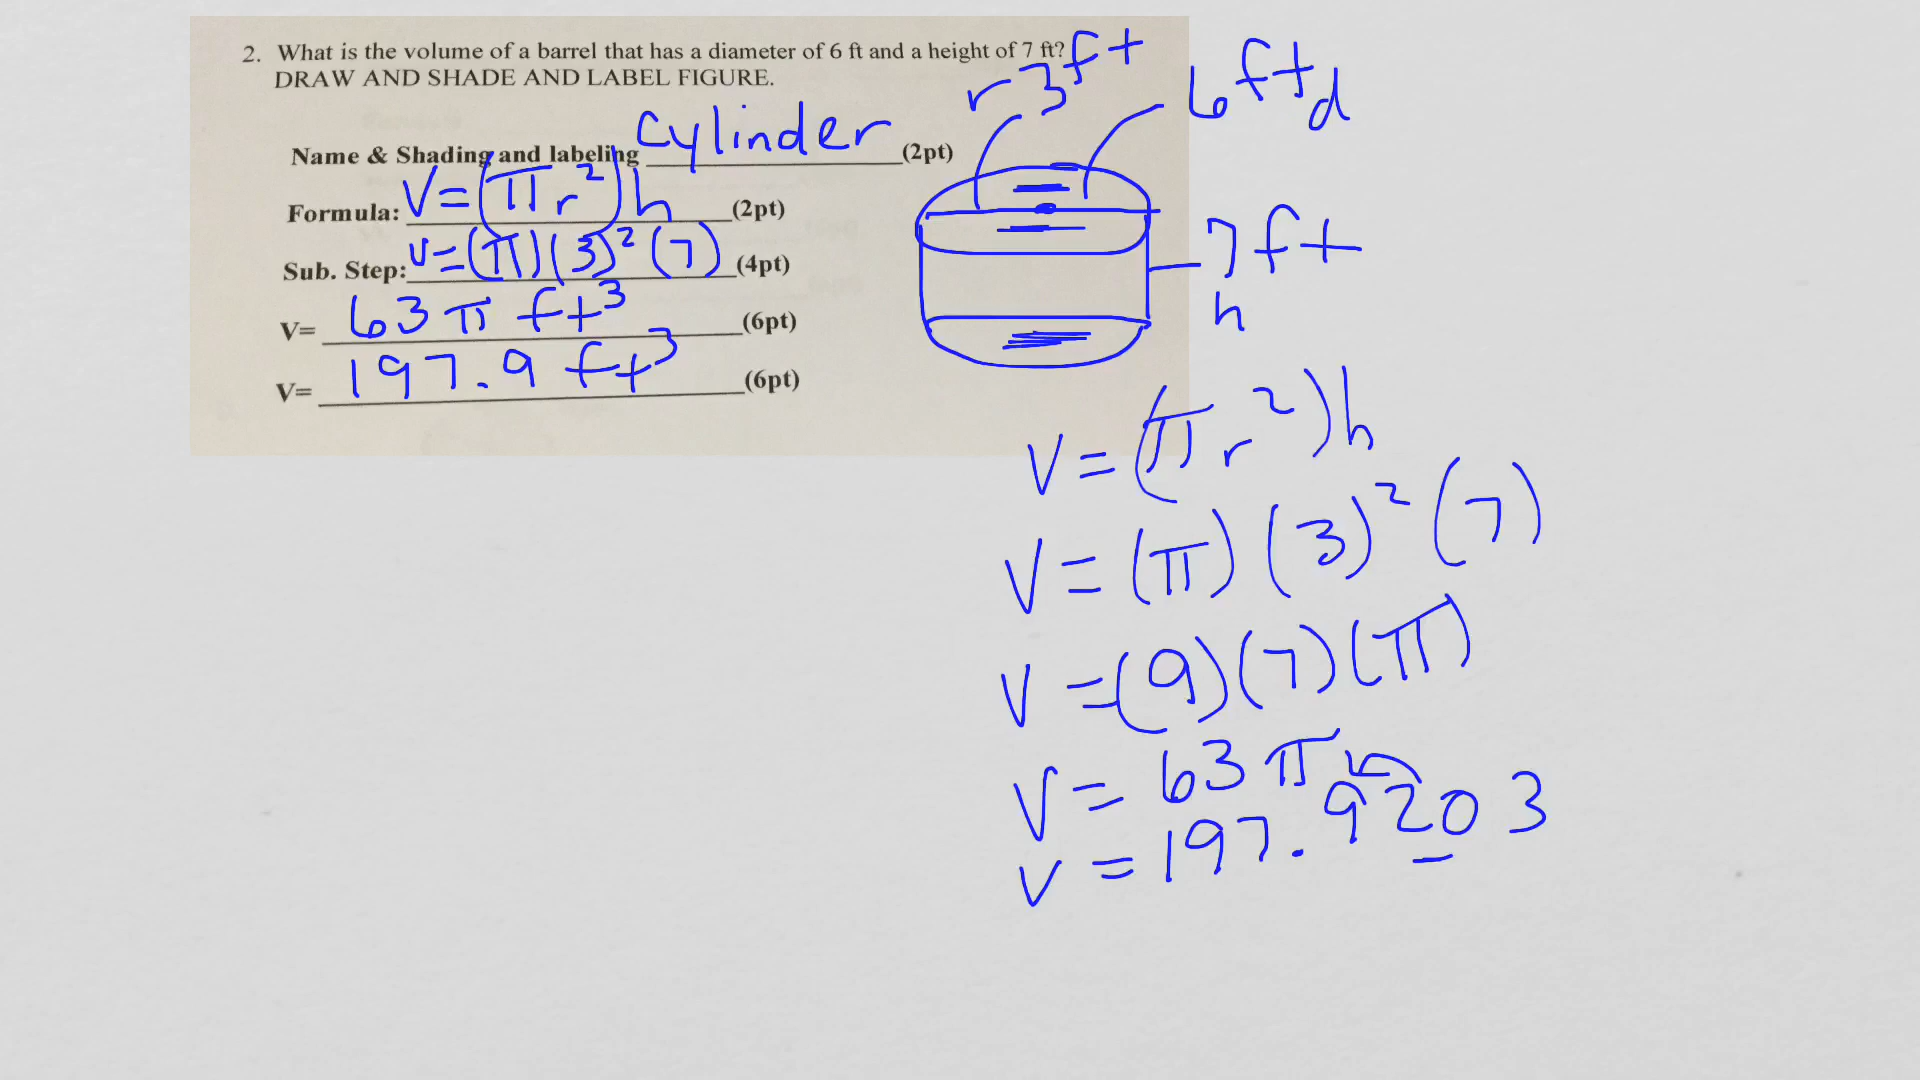 2. What is the volume of a barrel that has a diameter of 6 ft and a height of 7 ft?
DRAW AND SHADE AND LABEL FIGURE.
Name & Shading and labeling cylinder (2pt)
Formula: V=(πr²)h (2pt)
Sub. Step: V=(π)(3)²(7) (4pt)
V= 63π ft³ (6pt)
V= 197.9 ft³ (6pt)
r 3ft
6ft d
7ft
h
V=(πr²)h
V=(π)(3)²(7)
V=(9)(7)(π)
V=63π
V=197.9203